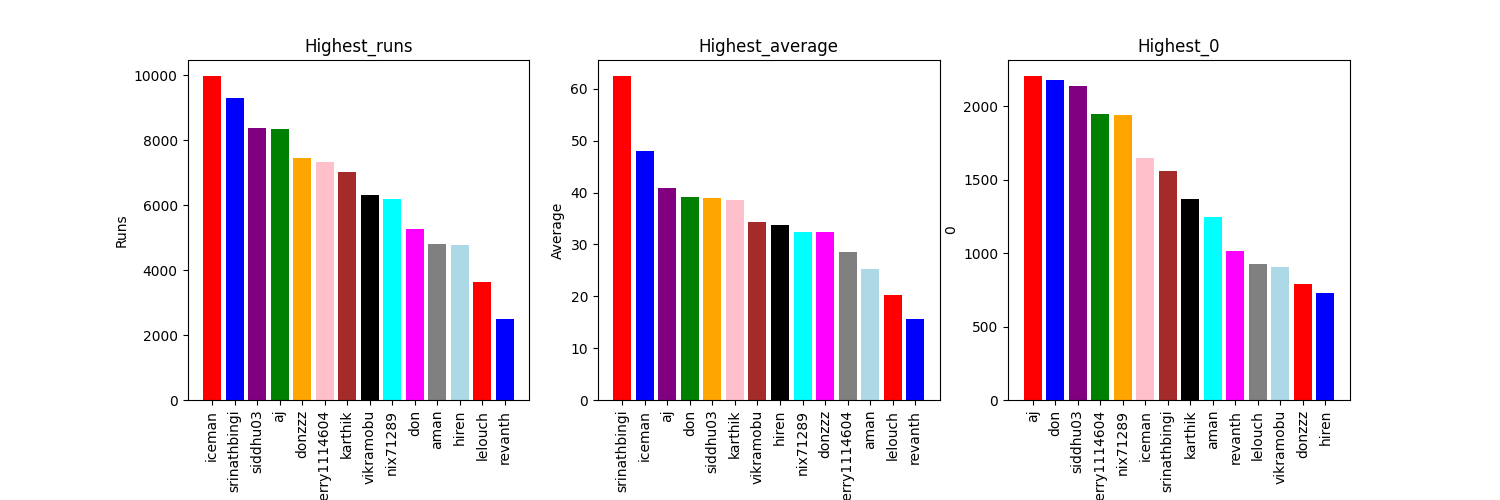 Highest_runs
Runs
10000
8000
6000
4000
2000
0
iceman
srinathbingi
siddhu03
aj
donzzz
erry1114604
karthik
vikramobu
nix71289
don
aman
hiren
lelouch
revanth
Highest_average
Average
60
50
40
30
20
10
0
srinathbingi
iceman
aj
don
siddhu03
karthik
vikramobu
hiren
nix71289
donzzz
erry1114604
aman
lelouch
revanth
Highest_0
0
2000
1500
1000
500
0
aj
don
siddhu03
erry1114604
nix71289
iceman
srinathbingi
karthik
aman
revanth
lelouch
vikramobu
donzzz
hiren